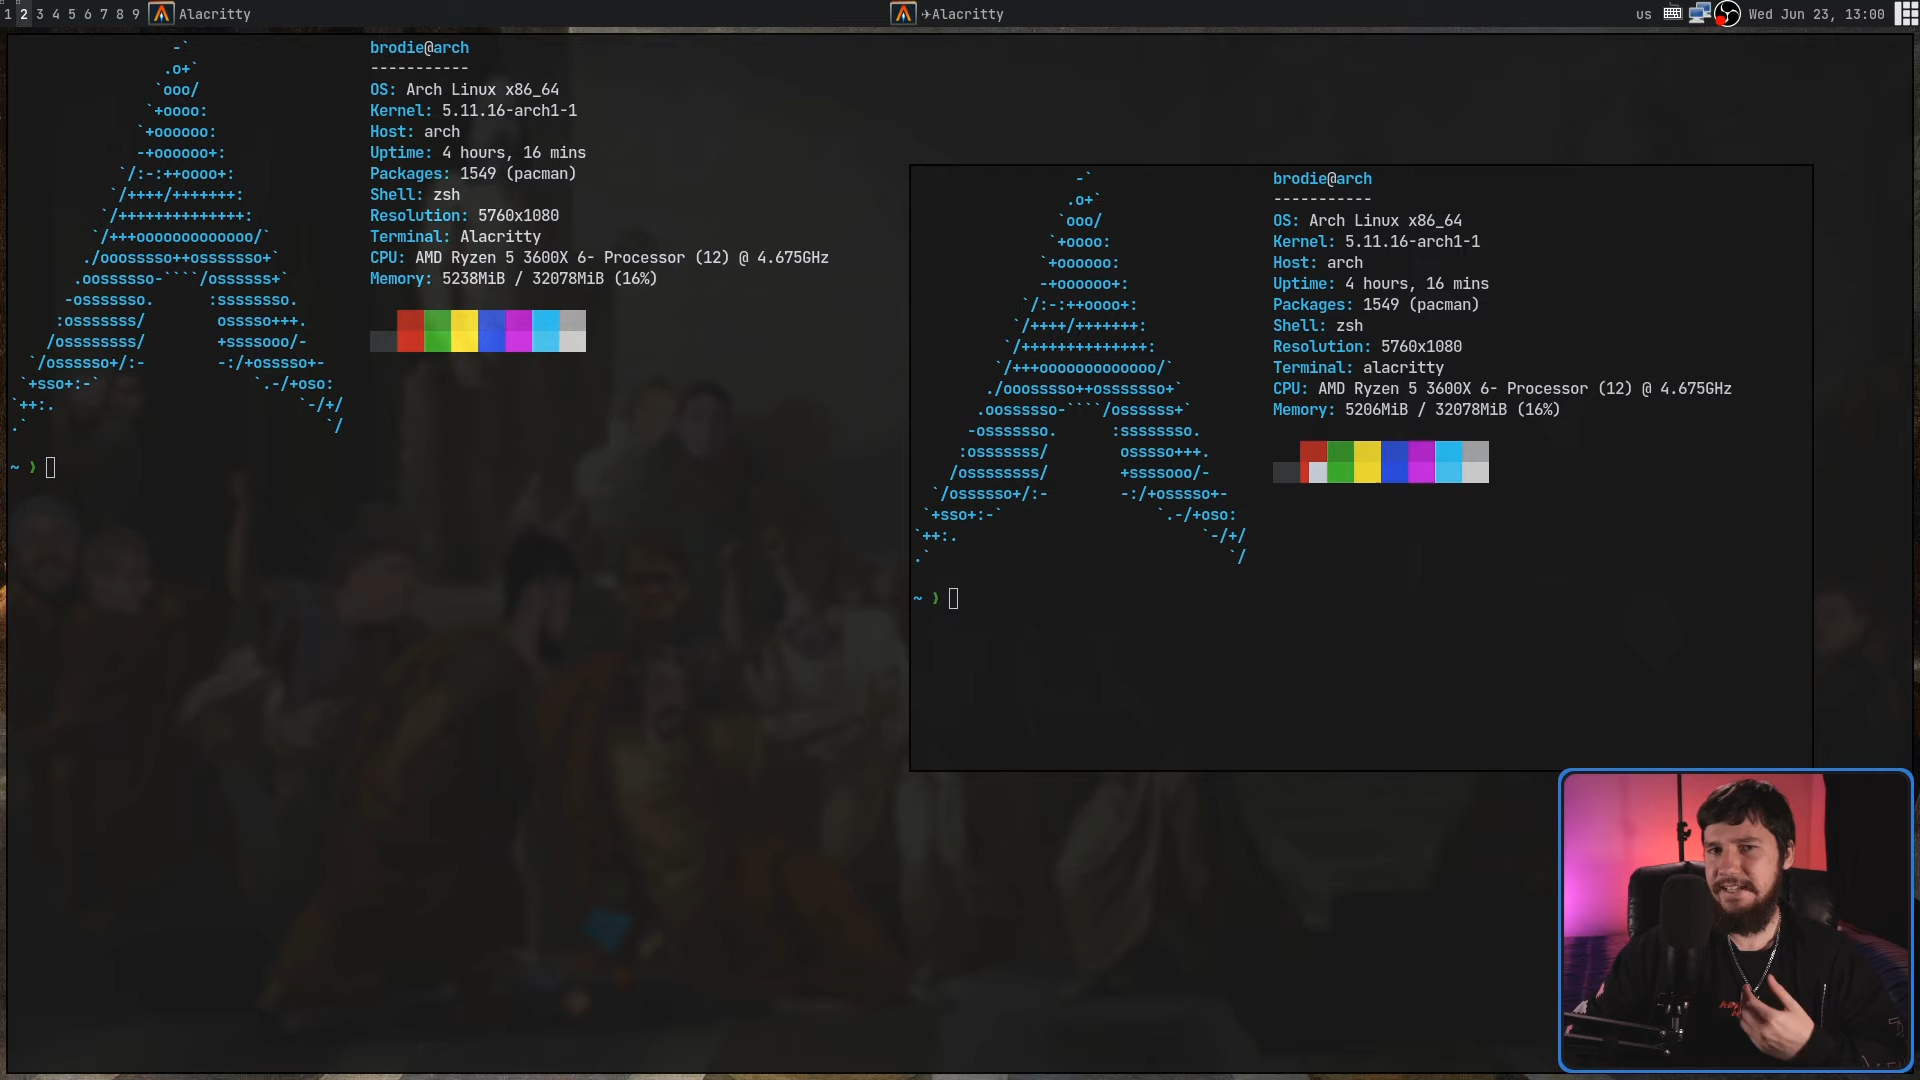 1 2 3 4 5 6 7 8 9 Alacritty ✈Alacritty us Wed Jun 23, 13:00
brodie@arch
-----------
OS: Arch Linux x86_64
Kernel: 5.11.16-arch1-1
Host: arch
Uptime: 4 hours, 16 mins
Packages: 1549 (pacman)
Shell: zsh
Resolution: 5760x1080
Terminal: Alacritty
CPU: AMD Ryzen 5 3600X 6- Processor (12) @ 4.675GHz
Memory: 5238MiB / 32078MiB (16%)
~ ❯
brodie@arch
-----------
OS: Arch Linux x86_64
Kernel: 5.11.16-arch1-1
Host: arch
Uptime: 4 hours, 16 mins
Packages: 1549 (pacman)
Shell: zsh
Resolution: 5760x1080
Terminal: alacritty
CPU: AMD Ryzen 5 3600X 6- Processor (12) @ 4.675GHz
Memory: 5206MiB / 32078MiB (16%)
~ ❯